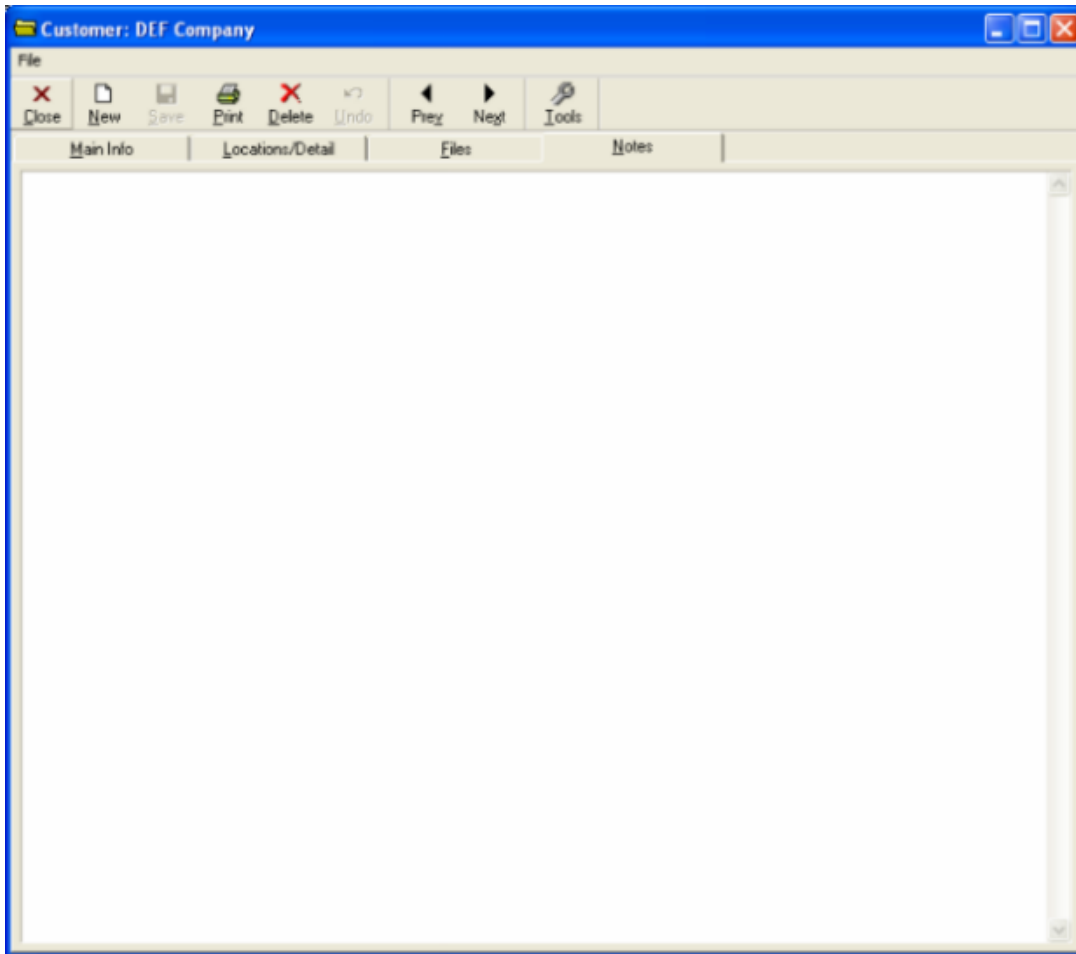 Customer: DEF Company
File
Close New Save Print Delete Undo Prev Next Tools
Main Info Locations/Detail Files Notes